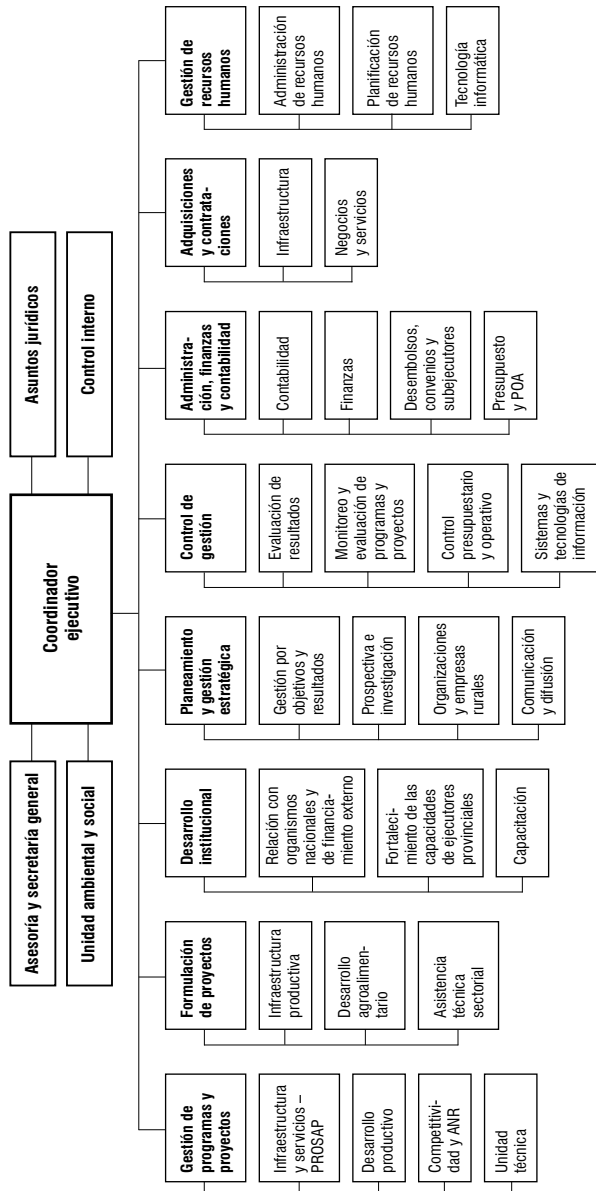 Coordinador
ejecutivo
Asesoría y secretaría general
Unidad ambiental y social
Asuntos jurídicos
Control interno
Gestión de
programas y
proyectos
Infraestructura
y servicios –
PROSAP
Desarrollo
productivo
Competitivi-
dad y ANR
Unidad
técnica
Formulación
de proyectos
Infraestructura
productiva
Desarrollo
agroalimen-
tario
Asistencia
técnica
sectorial
Desarrollo
institucional
Relación con
organismos
nacionales y
de financia-
miento externo
Fortaleci-
miento de las
capacidades
de ejecutores
provinciales
Capacitación
Planeamiento
y gestión
estratégica
Gestión por
objetivos y
resultados
Prospectiva e
investigación
Organizaciones
y empresas
rurales
Comunicación
y difusión
Control de
gestión
Evaluación de
resultados
Monitoreo y
evaluación de
programas y
proyectos
Control
presupuestario
y operativo
Sistemas y
tecnologías de
información
Administra-
ción, finanzas
y contabilidad
Contabilidad
Finanzas
Desembolsos,
convenios y
subejecutores
Presupuesto
y POA
Adquisiciones
y contrata-
ciones
Infraestructura
Negocios
y servicios
Gestión de
recursos
humanos
Administración
de recursos
humanos
Planificación
de recursos
humanos
Tecnología
informática